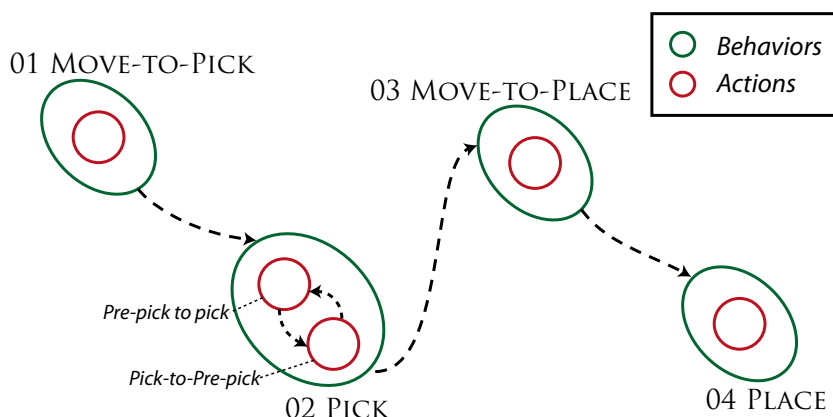 01 Move-to-Pick
03 Move-to-Place
Behaviors
Actions
Pre-pick to pick
Pick-to-Pre-pick
02 Pick
04 Place